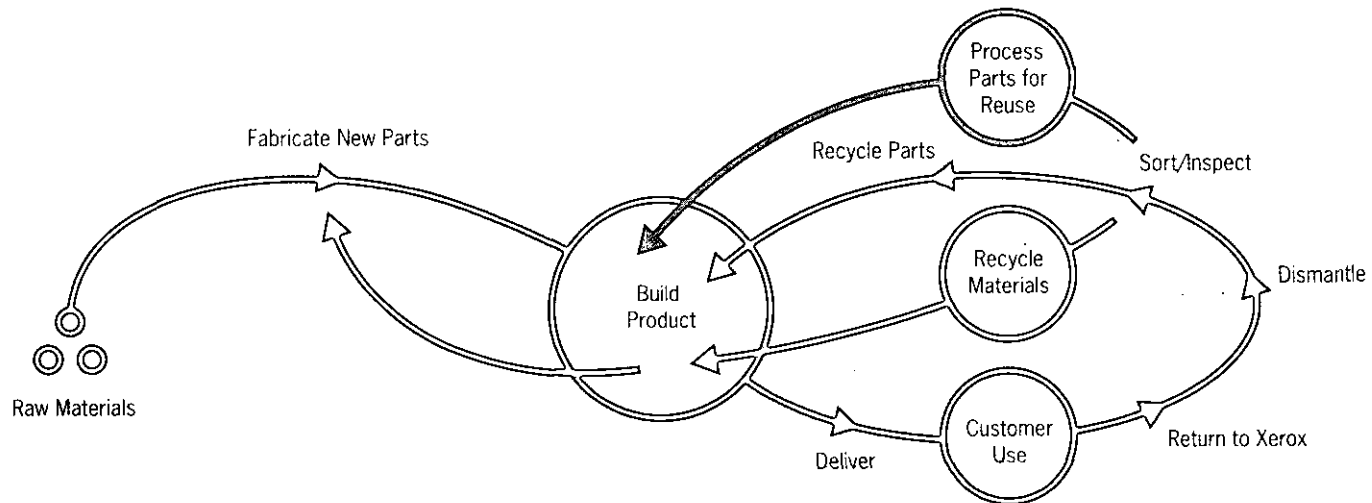 Process
Parts for
Reuse
Fabricate New Parts
Recycle Parts
Sort/Inspect
Recycle
Materials
Dismantle
Build
Product
Raw Materials
Customer
Use
Return to Xerox
Deliver